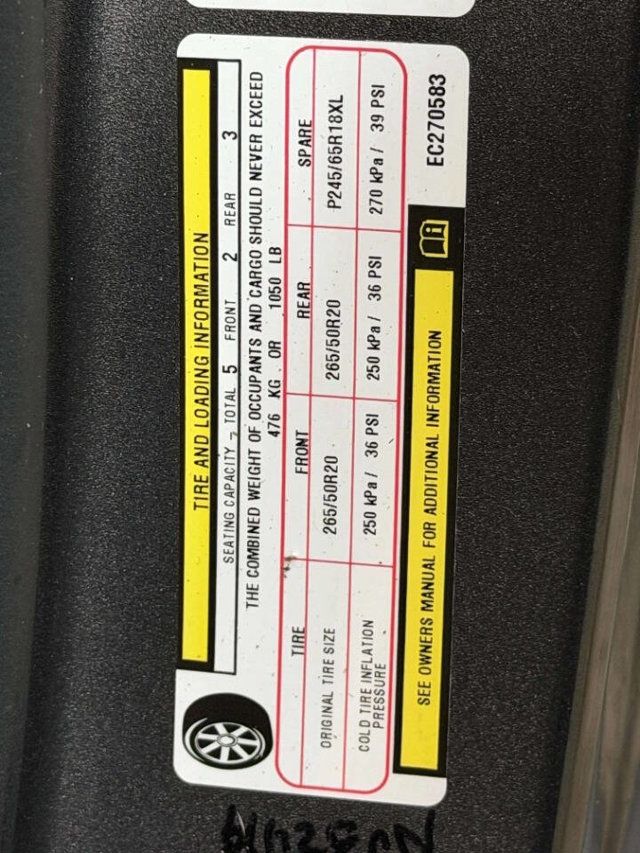 TIRE AND LOADING INFORMATION
SEATING CAPACITY - TOTAL 5 FRONT 2 REAR 3
THE COMBINED WEIGHT OF OCCUPANTS AND CARGO SHOULD NEVER EXCEED
476 KG OR 1050 LB
TIRE FRONT REAR SPARE
ORIGINAL TIRE SIZE 265/50R20 265/50R20 P245/65R18XL
COLD TIRE INFLATION
PRESSURE 250 kPa / 36 PSI 250 kPa / 36 PSI 270 kPa / 39 PSI
SEE OWNERS MANUAL FOR ADDITIONAL INFORMATION
EC270583